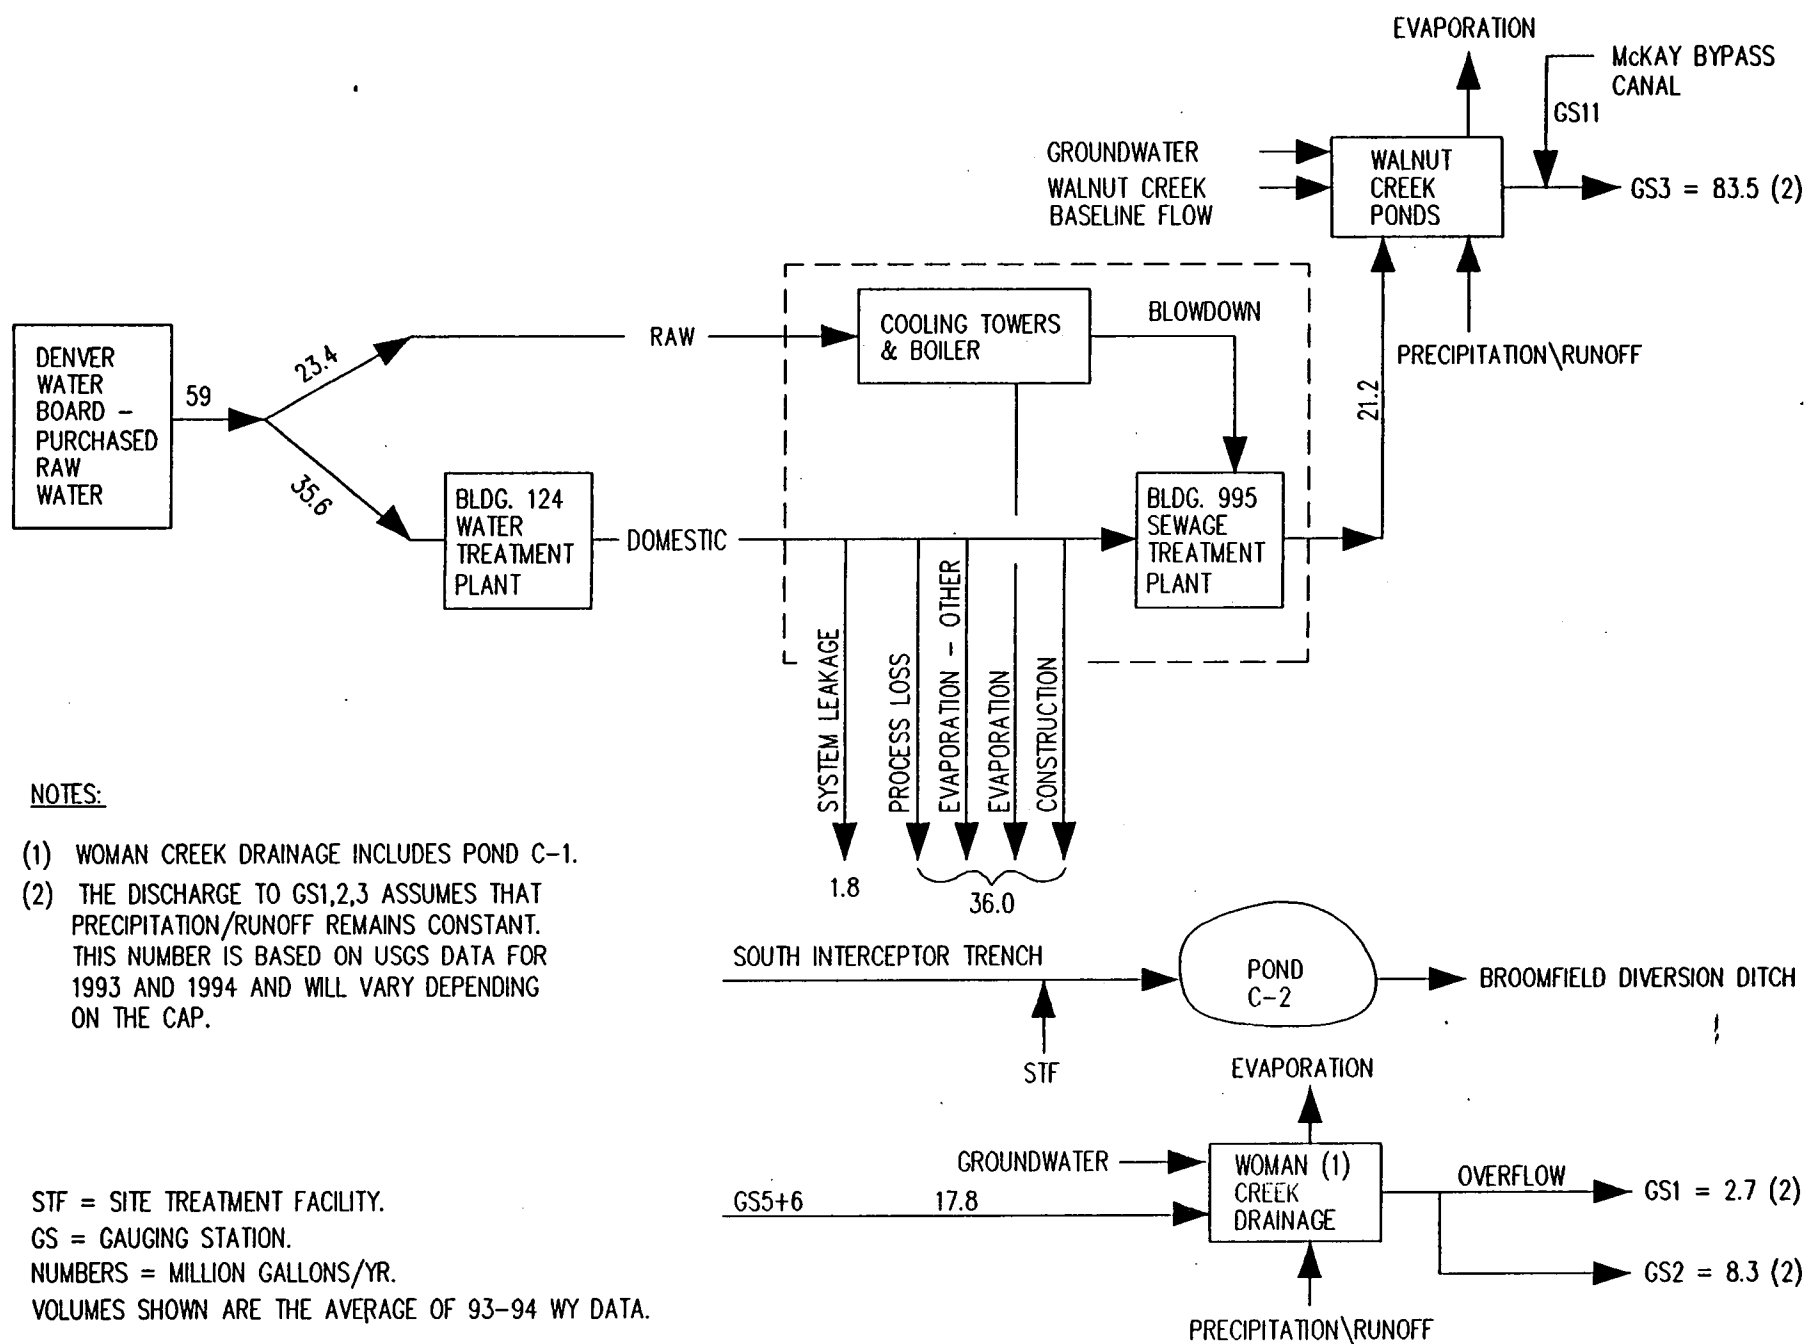 EVAPORATION
McKAY BYPASS
CANAL
GS11
GROUNDWATER
WALNUT CREEK
BASELINE FLOW
WALNUT
CREEK
PONDS
GS3 = 83.5 (2)
PRECIPITATION\RUNOFF
21.2
DENVER
WATER
BOARD -
PURCHASED
RAW
WATER
59
23.4
35.6
RAW
COOLING TOWERS
& BOILER
BLOWDOWN
BLDG. 124
WATER
TREATMENT
PLANT
DOMESTIC
BLDG. 995
SEWAGE
TREATMENT
PLANT
SYSTEM LEAKAGE
PROCESS LOSS
EVAPORATION - OTHER
EVAPORATION
CONSTRUCTION
1.8
36.0
NOTES:
(1) WOMAN CREEK DRAINAGE INCLUDES POND C-1.
(2) THE DISCHARGE TO GS1,2,3 ASSUMES THAT
PRECIPITATION/RUNOFF REMAINS CONSTANT.
THIS NUMBER IS BASED ON USGS DATA FOR
1993 AND 1994 AND WILL VARY DEPENDING
ON THE CAP.
SOUTH INTERCEPTOR TRENCH
STF
POND
C-2
BROOMFIELD DIVERSION DITCH
EVAPORATION
GROUNDWATER
GS5+6 17.8
WOMAN (1)
CREEK
DRAINAGE
OVERFLOW
GS1 = 2.7 (2)
GS2 = 8.3 (2)
PRECIPITATION\RUNOFF
STF = SITE TREATMENT FACILITY.
GS = GAUGING STATION.
NUMBERS = MILLION GALLONS/YR.
VOLUMES SHOWN ARE THE AVERAGE OF 93-94 WY DATA.